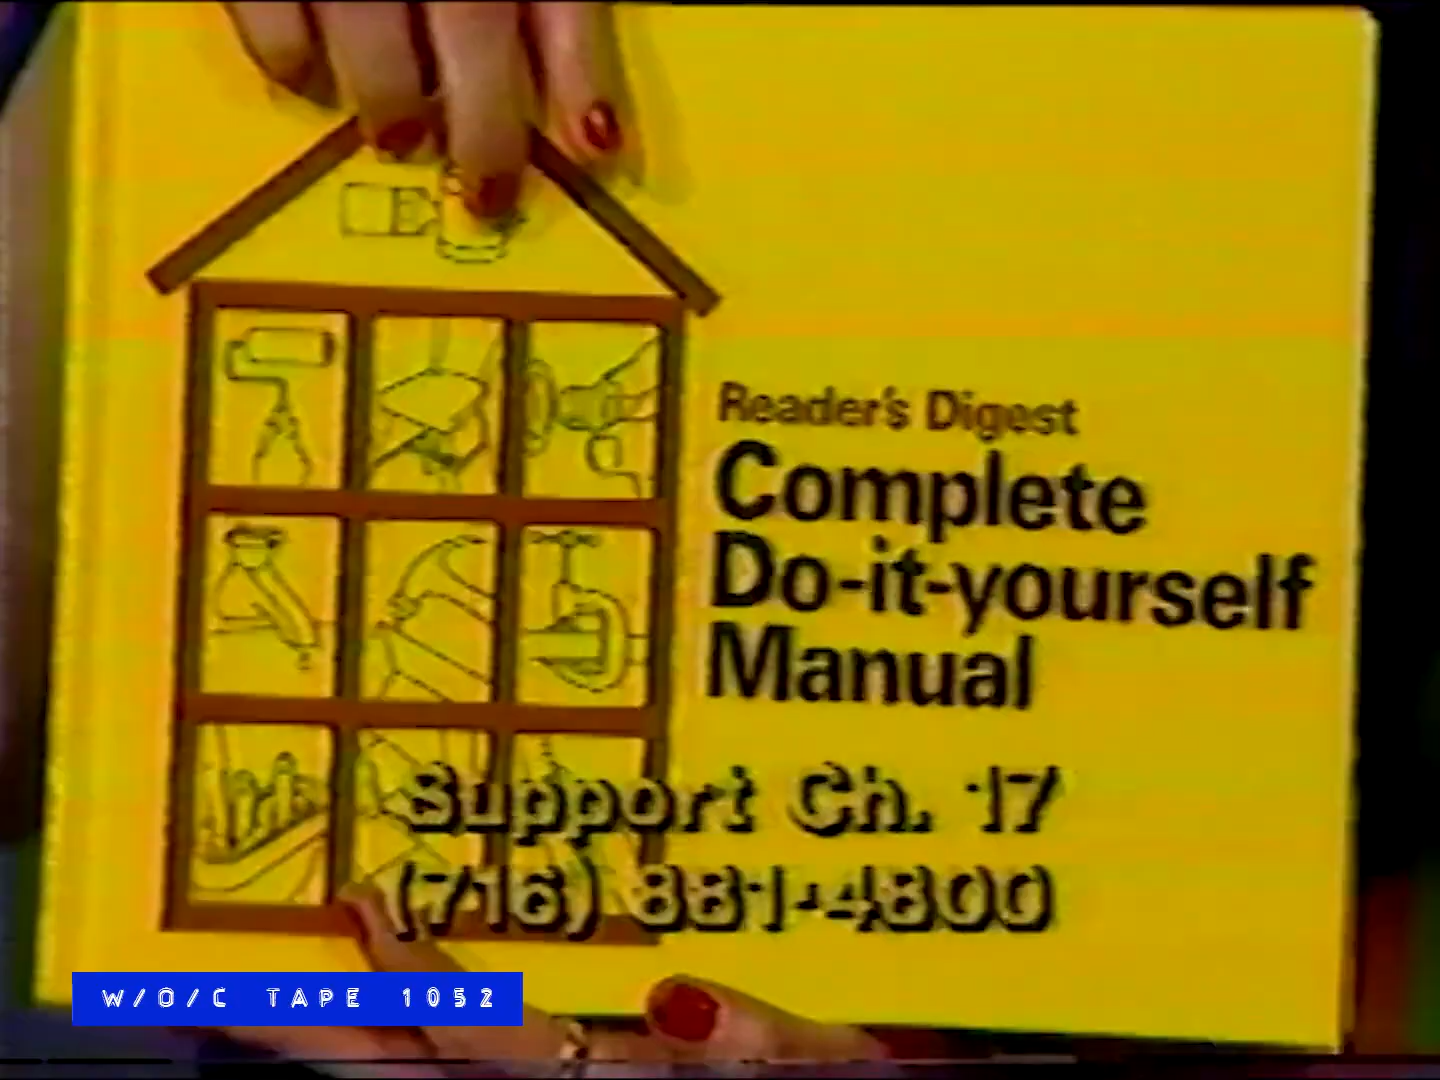 Reader's Digest
Complete
Do-it-yourself
Manual
Support Ch. 17
(716) 881-4800
W/O/C TAPE 1052